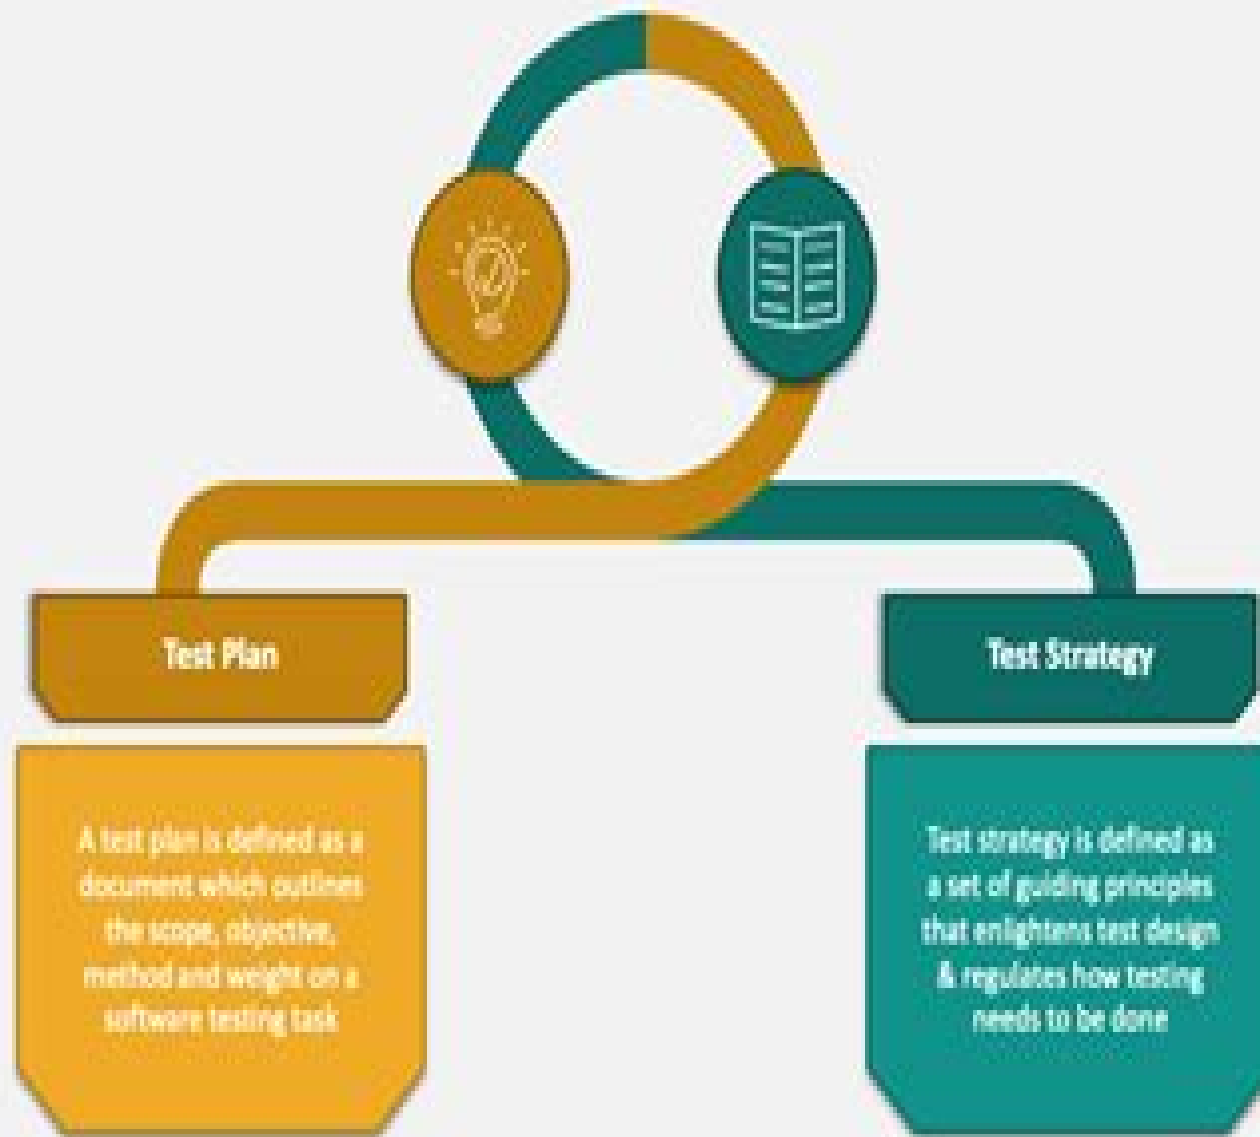 Test Plan
A test plan is defined as a
document which outlines
the scope, objective,
method and weight on a
software testing task
Test Strategy
Test strategy is defined as
a set of guiding principles
that enlightens test design
& regulates how testing
needs to be done